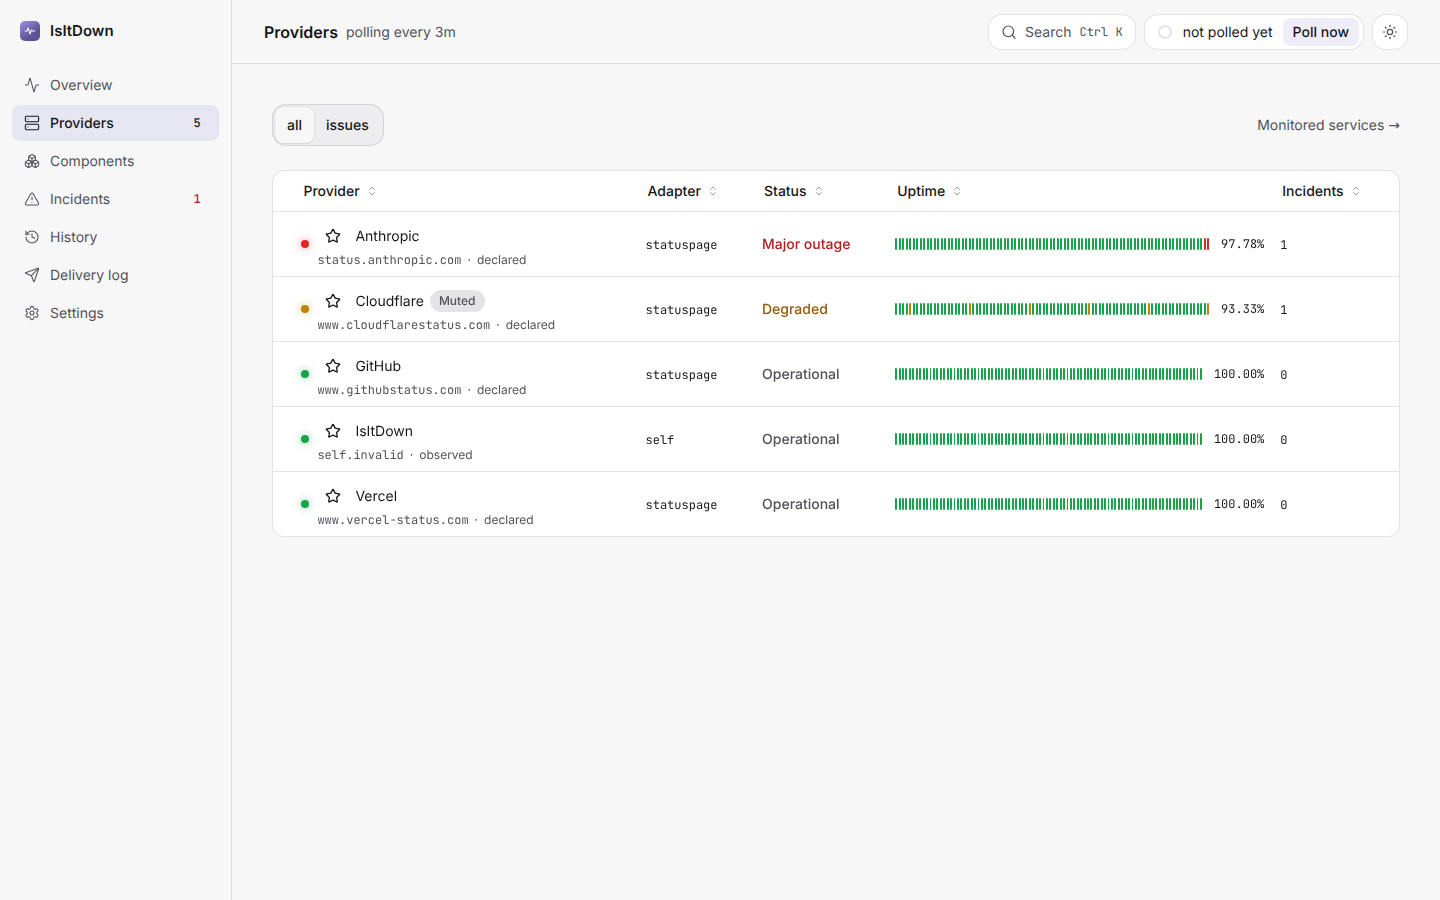 IsItDown
Overview
Providers 5
Components
Incidents 1
History
Delivery log
Settings
Providers polling every 3m
Search Ctrl K
not polled yet Poll now
all issues
Monitored services →
Provider Adapter Status Uptime Incidents
Anthropic
status.anthropic.com · declared
statuspage Major outage 97.78% 1
Cloudflare Muted
www.cloudflarestatus.com · declared
statuspage Degraded 93.33% 1
GitHub
www.githubstatus.com · declared
statuspage Operational 100.00% 0
IsItDown
self.invalid · observed
self Operational 100.00% 0
Vercel
www.vercel-status.com · declared
statuspage Operational 100.00% 0